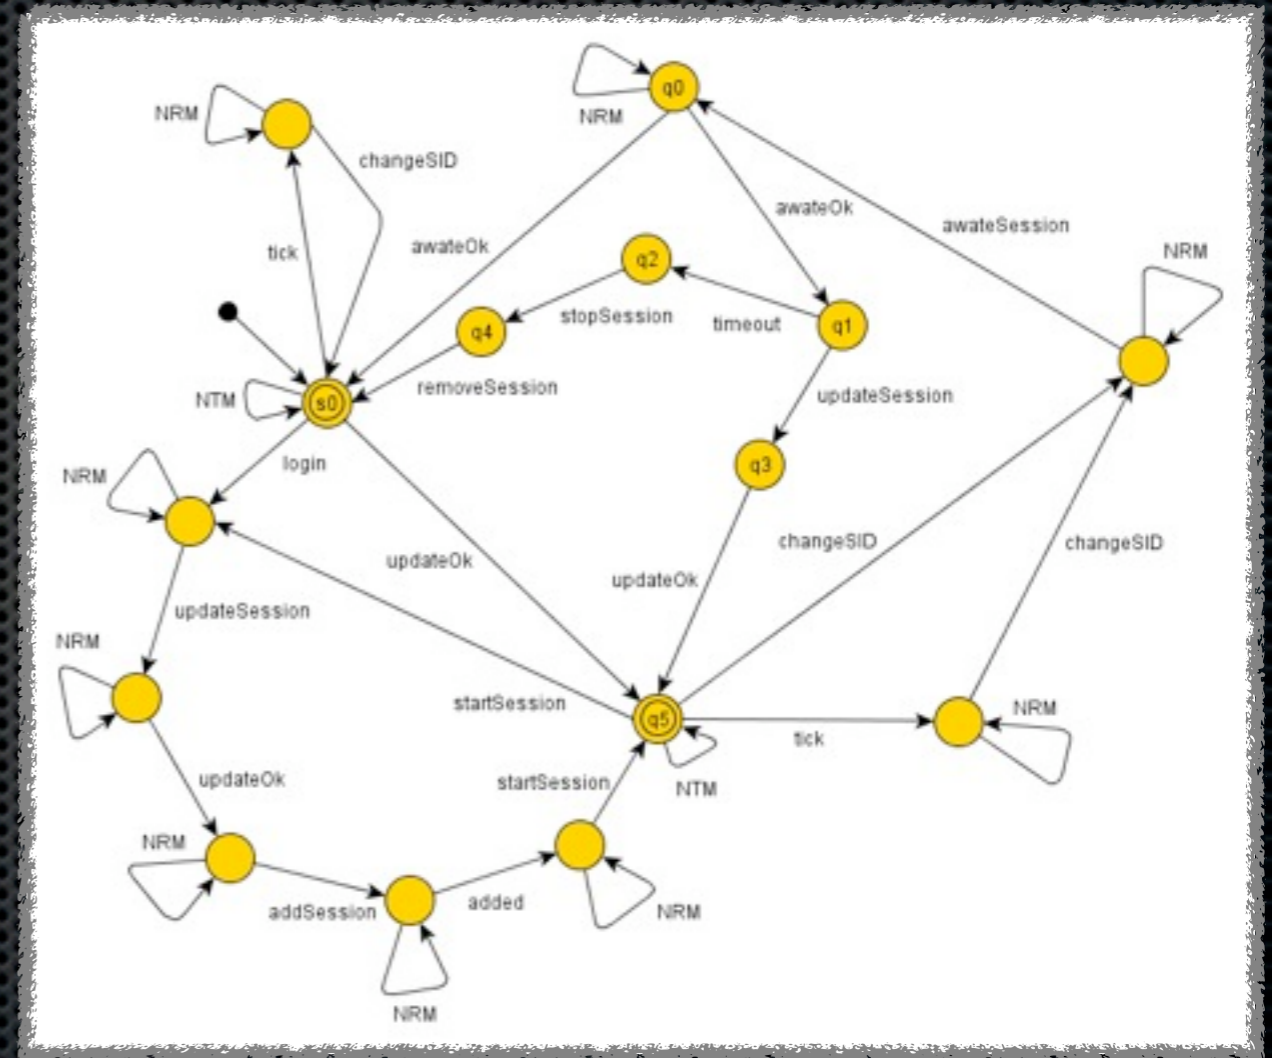 q0
NRM
NRM
changeSID
awateOk
awateSession
tick
awateOk
NRM
q2
stopSession
timeout
q1
q4
removeSession
updateSession
NTM
s0
login
q3
NRM
changeSID
changeSID
updateOk
updateOk
updateSession
NRM
startSession
q5
tick
NRM
updateOk
startSession
NTM
NRM
addSession
added
NRM
NRM